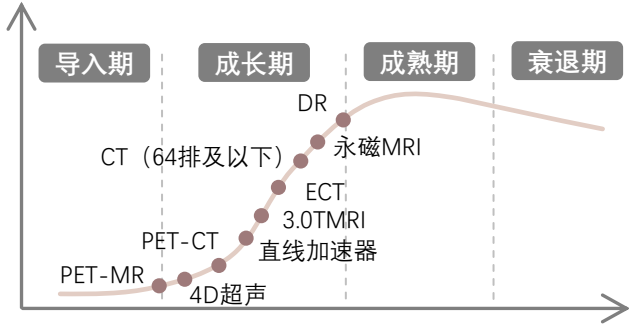 导入期
成长期
成熟期
衰退期
DR
永磁MRI
CT（64排及以下）
ECT
3.0TMRI
PET-CT
直线加速器
PET-MR
4D超声